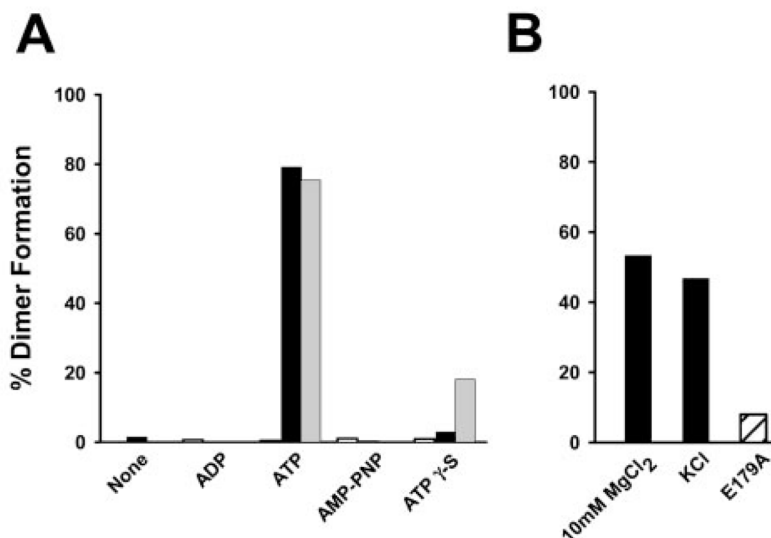 A
% Dimer Formation
100
80
60
40
20
0
None
ADP
ATP
AMP-PNP
ATP γ-S
B
100
80
60
40
20
0
10mM MgCl₂
KCl
E179A